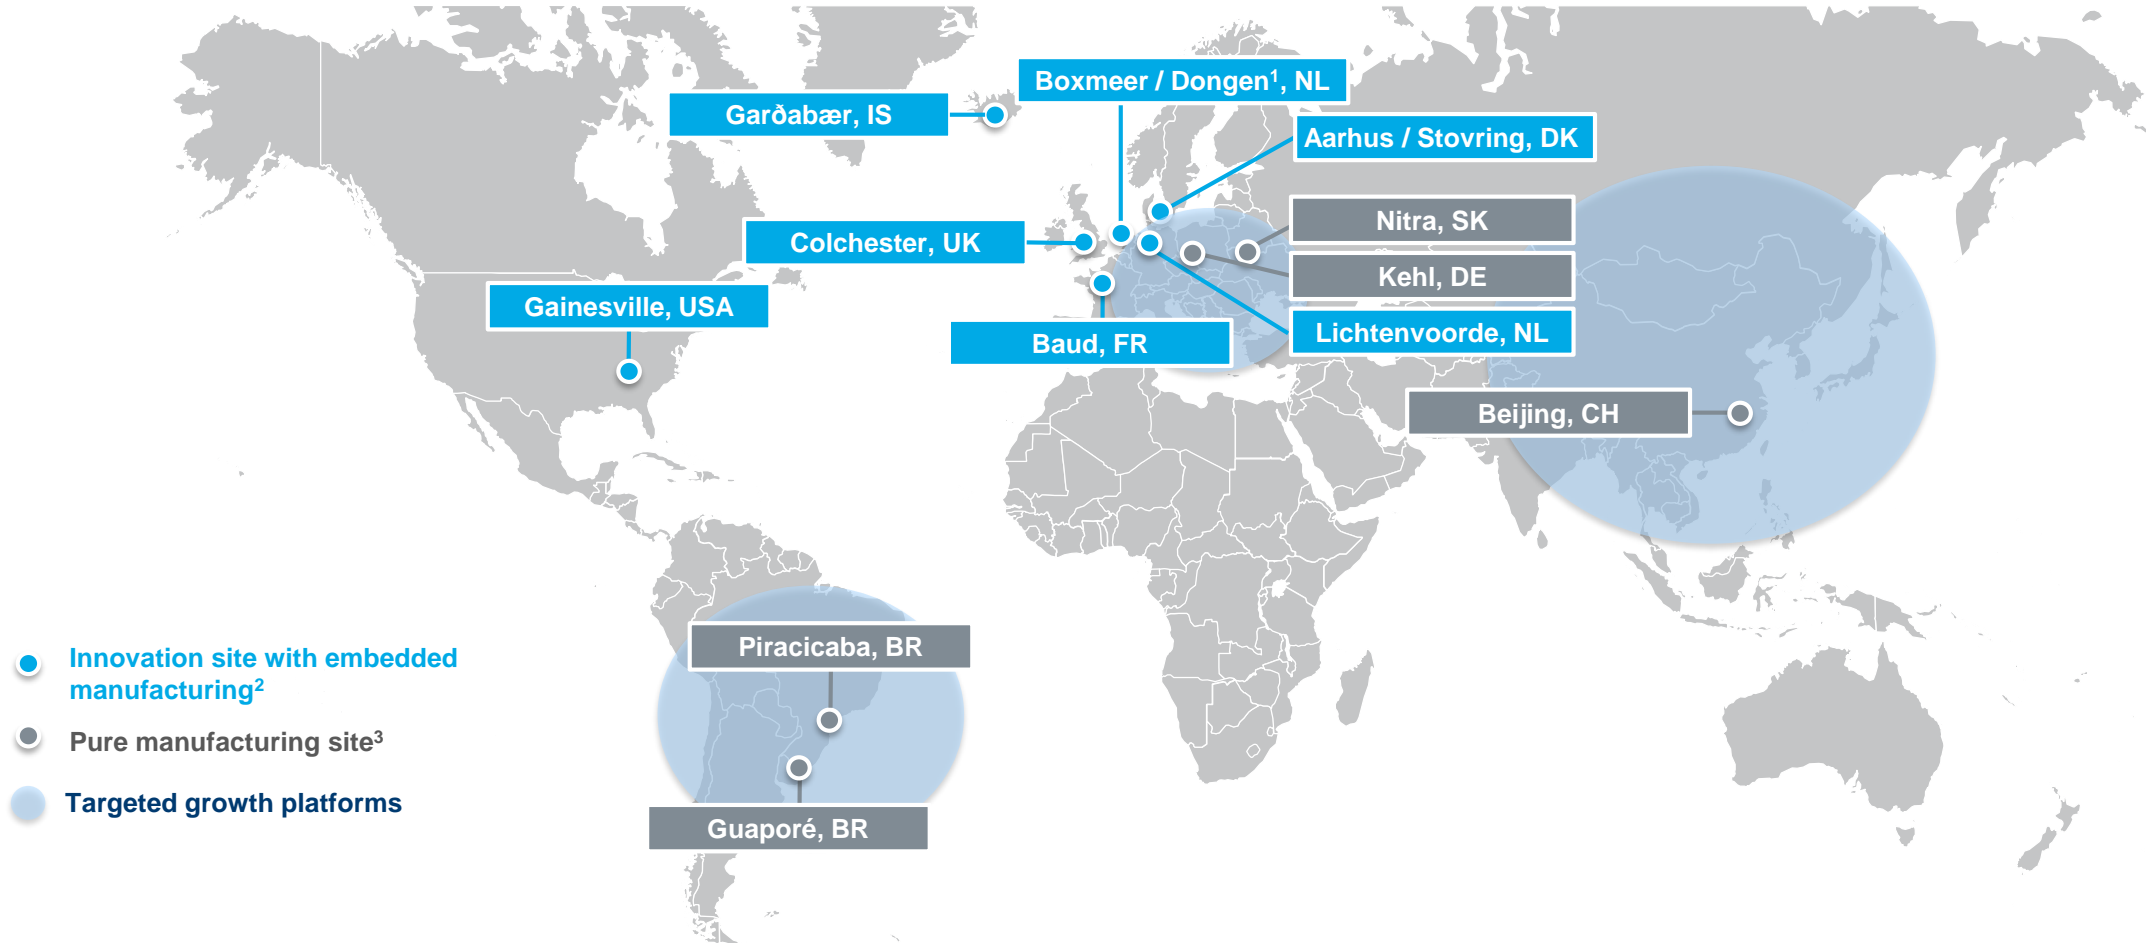 Boxmeer / Dongen¹, NL
Garðabær, IS
Aarhus / Stovring, DK
Nitra, SK
Colchester, UK
Kehl, DE
Gainesville, USA
Lichtenvoorde, NL
Baud, FR
Beijing, CH
Piracicaba, BR
Guaporé, BR
Innovation site with embedded
manufacturing²
Pure manufacturing site³
Targeted growth platforms